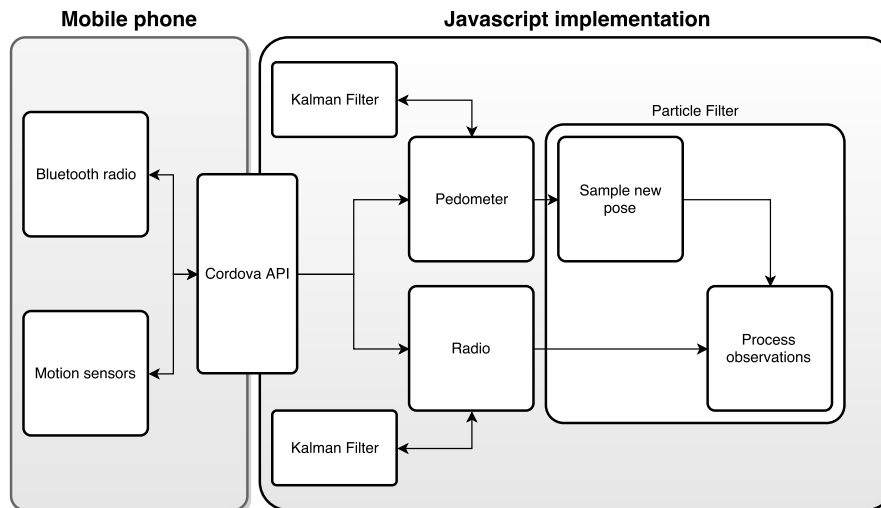 Mobile phone
Javascript implementation
Kalman Filter
Particle Filter
Bluetooth radio
Pedometer
Sample new
pose
Cordova API
Motion sensors
Radio
Process
observations
Kalman Filter